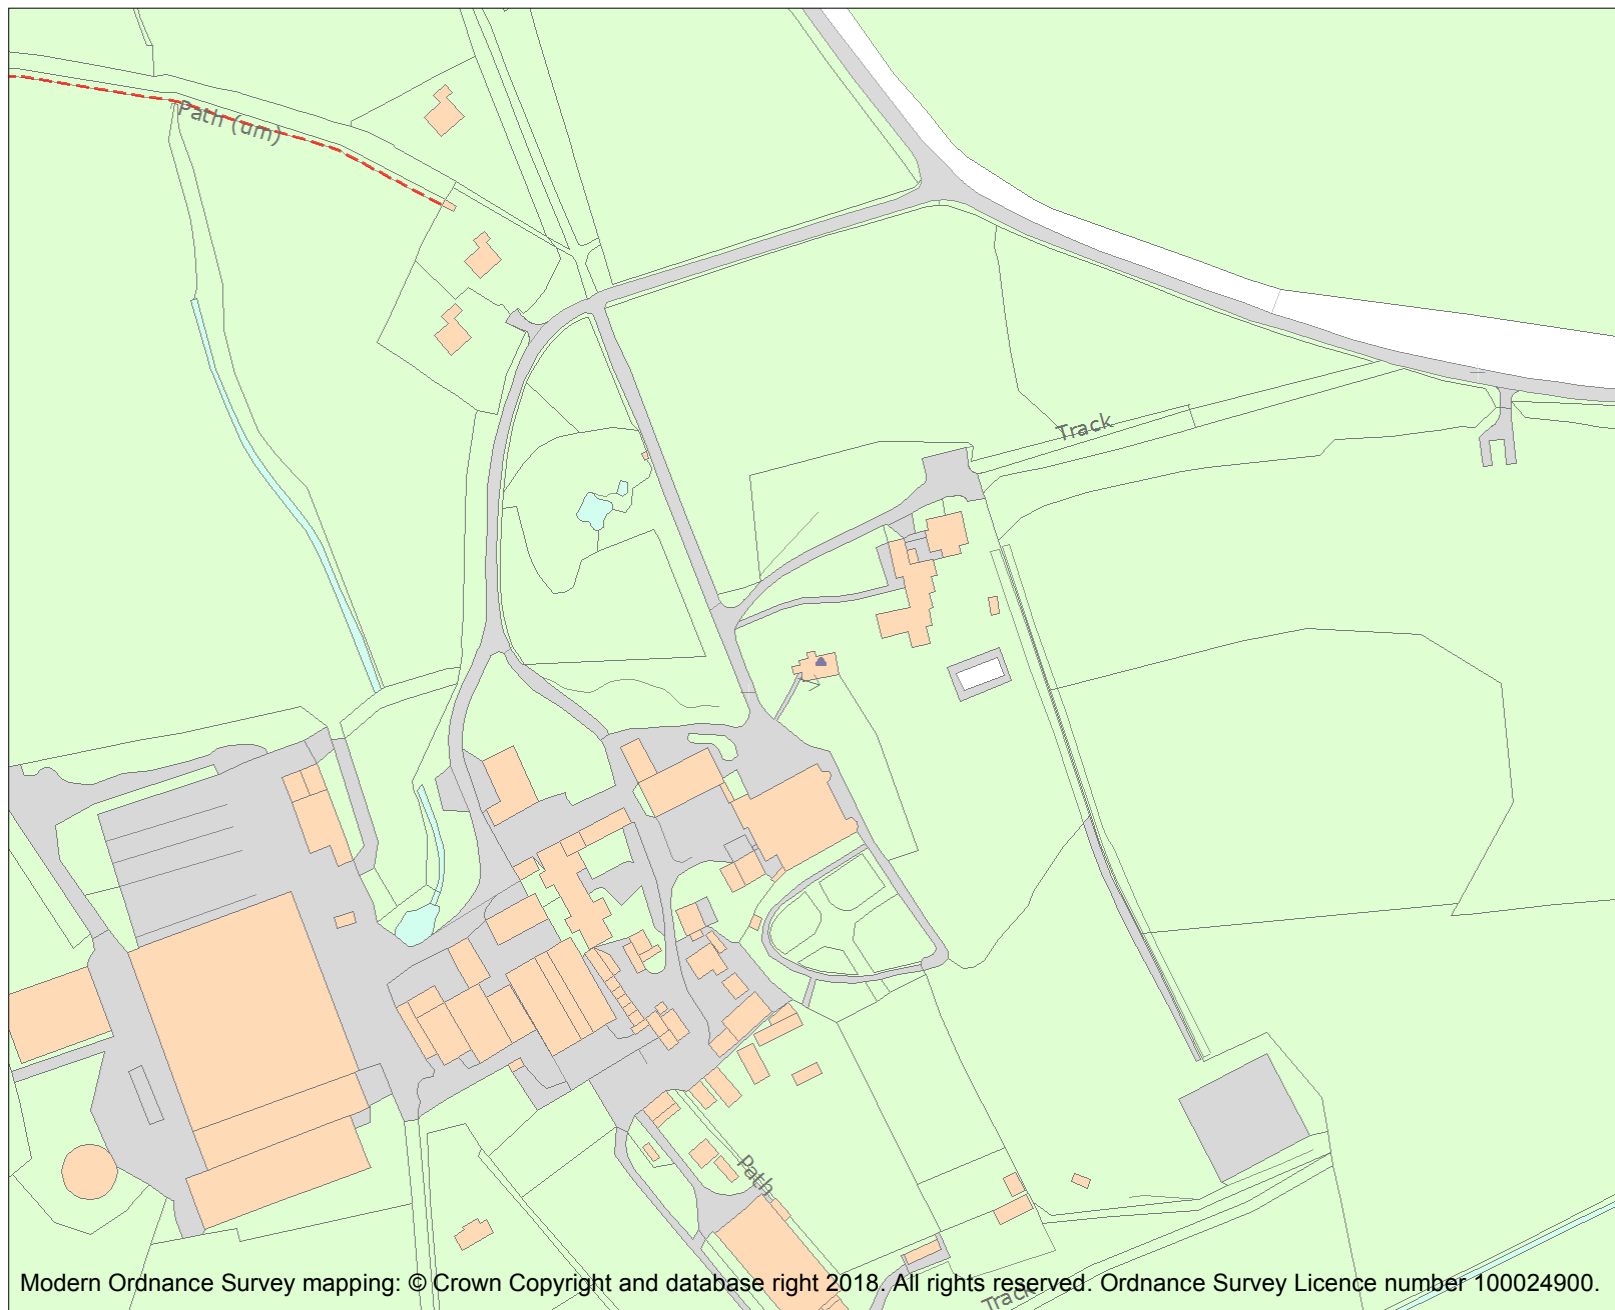 Path (um)
Track
Path
Track
Modern Ordnance Survey mapping: © Crown Copyright and database right 2018. All rights reserved. Ordnance Survey Licence number 100024900.